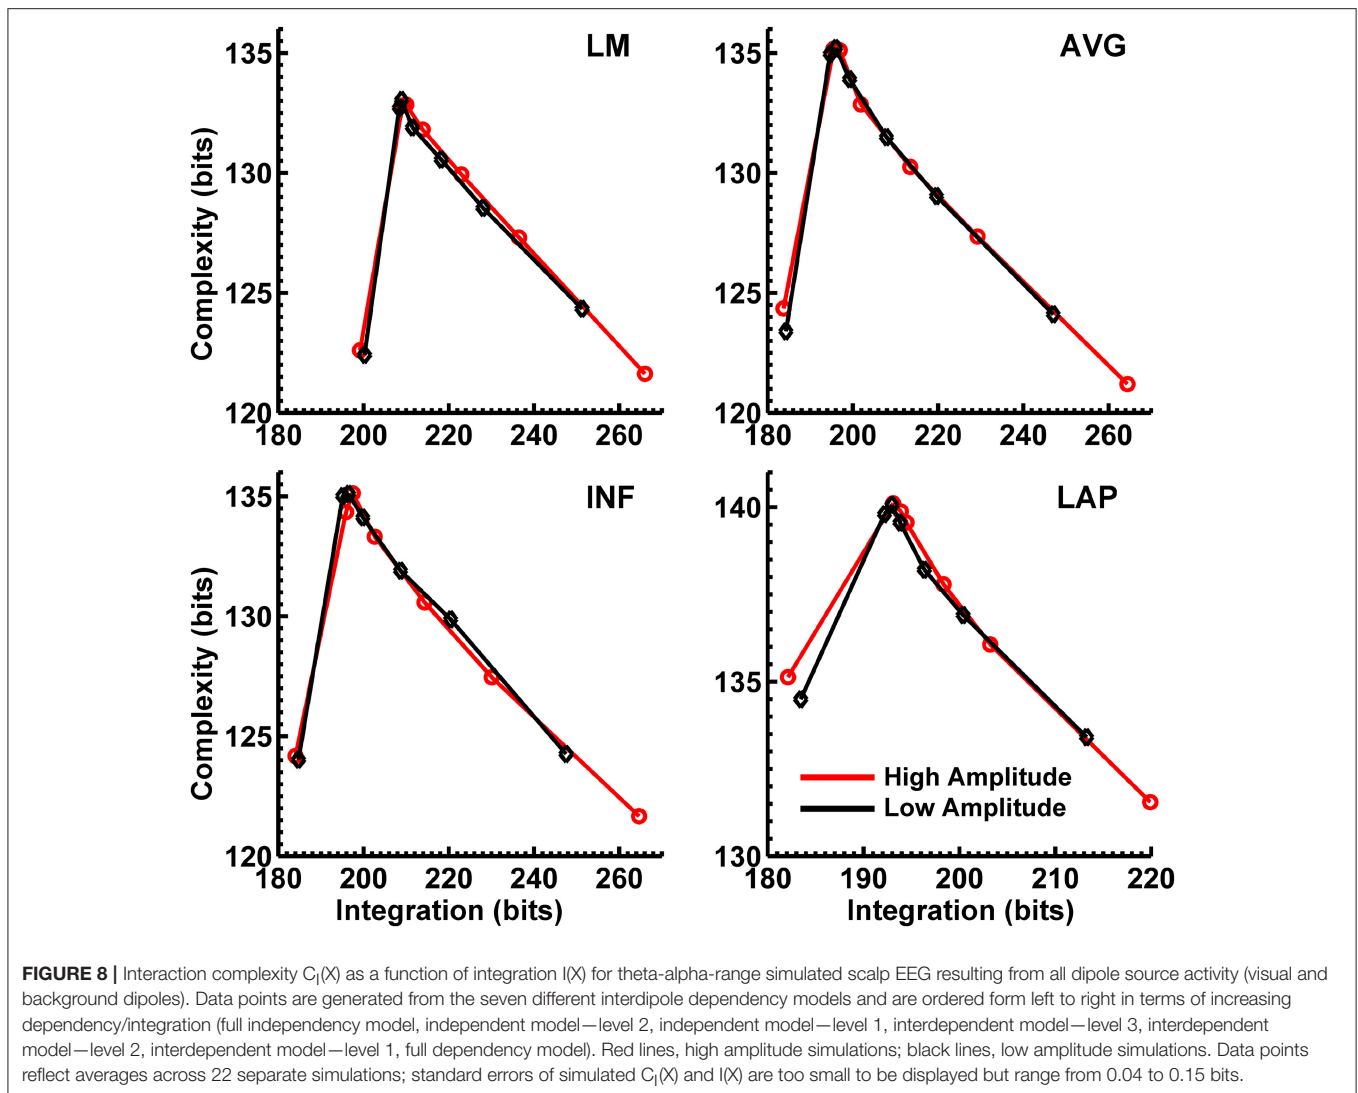 LM
135
130
125
120
Complexity (bits)
180 200 220 240 260
AVG
135
130
125
120
180 200 220 240 260
INF
135
130
125
120
Complexity (bits)
180 200 220 240 260
Integration (bits)
LAP
140
135
130
High Amplitude
Low Amplitude
180 190 200 210 220
Integration (bits)
FIGURE 8 | Interaction complexity CI(X) as a function of integration I(X) for theta-alpha-range simulated scalp EEG resulting from all dipole source activity (visual and
background dipoles). Data points are generated from the seven different interdipole dependency models and are ordered form left to right in terms of increasing
dependency/integration (full independency model, independent model—level 2, independent model—level 1, interdependent model—level 3, interdependent
model—level 2, interdependent model—level 1, full dependency model). Red lines, high amplitude simulations; black lines, low amplitude simulations. Data points
reflect averages across 22 separate simulations; standard errors of simulated CI(X) and I(X) are too small to be displayed but range from 0.04 to 0.15 bits.